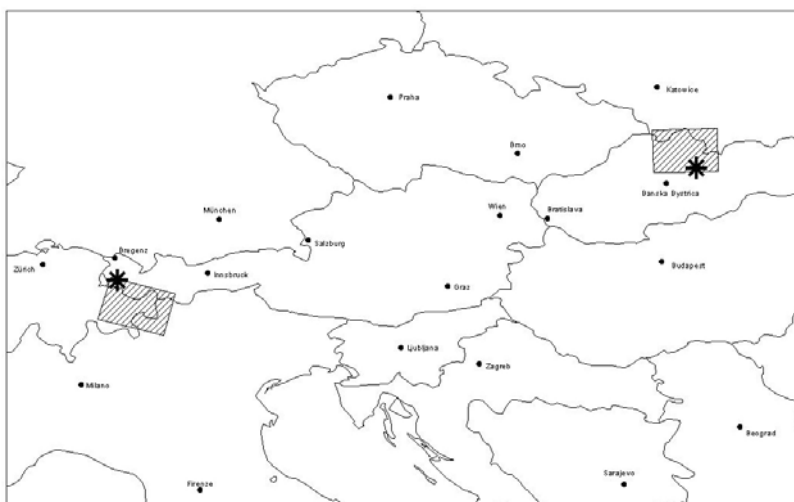 Katowice
Praha
Brno
Banska Bystrica
München
Wien
Bratislava
Salzburg
Bregenz
Zürich
Innsbruck
Budapest
Graz
Ljubljana
Zagreb
Milano
Beograd
Firenze
Sarajevo